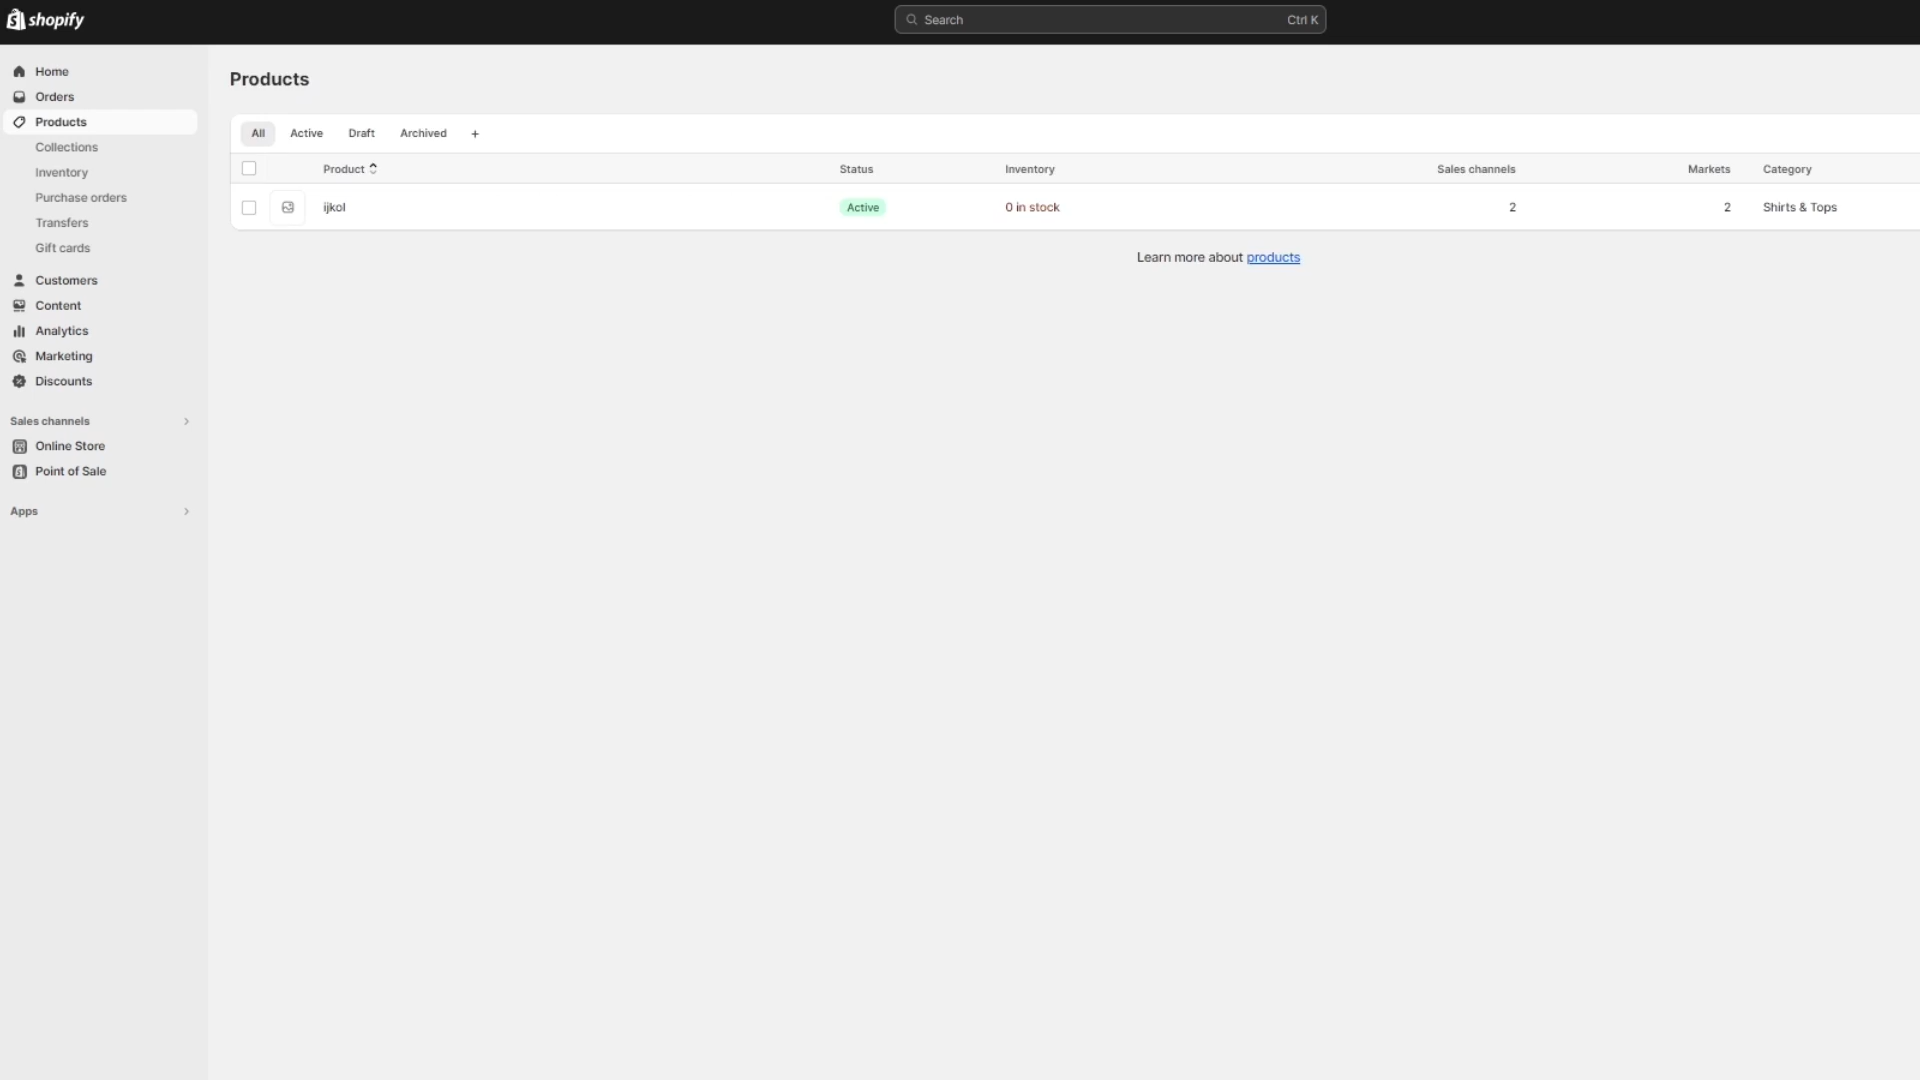 shopify
Search Ctrl K
Home
Orders
Products
Collections
Inventory
Purchase orders
Transfers
Gift cards
Customers
Content
Analytics
Marketing
Discounts
Sales channels
Online Store
Point of Sale
Apps
Products
All Active Draft Archived +
Product Status Inventory Sales channels Markets Category
ijkol Active 0 in stock 2 2 Shirts & Tops
Learn more about products